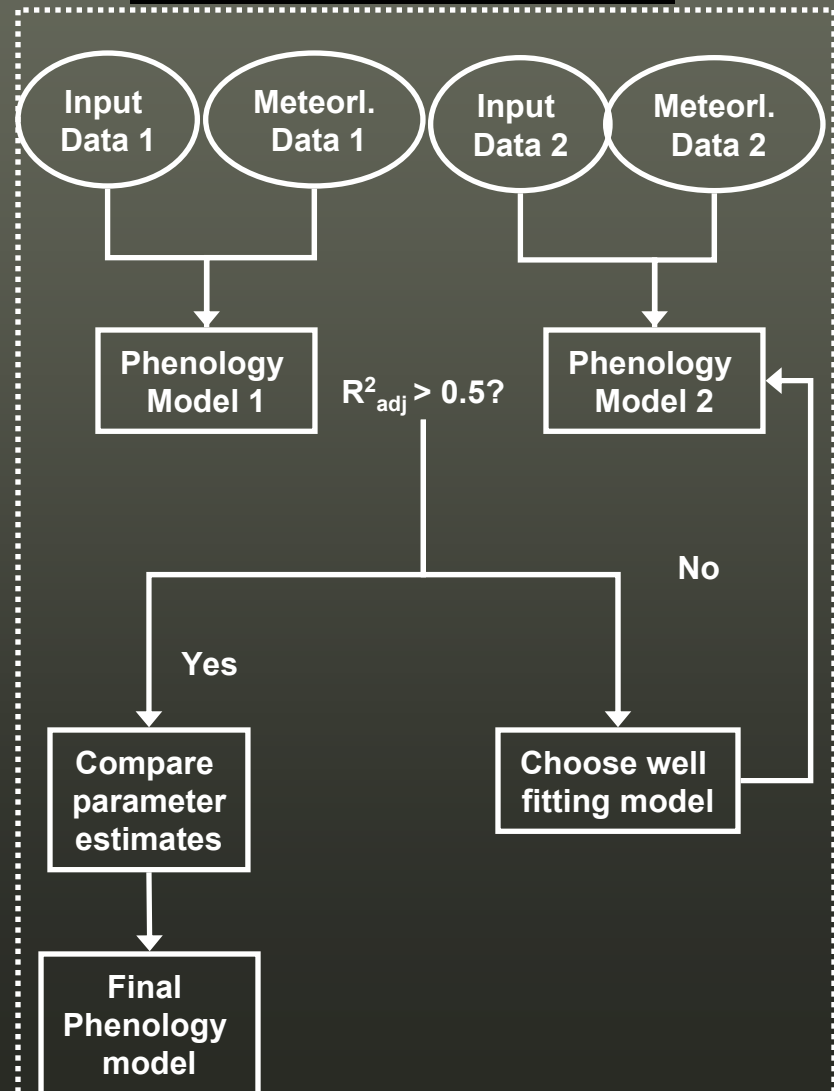 Input
Data 1
Meteorl.
Data 1
Input
Data 2
Meteorl.
Data 2
Phenology
Model 1
R²adj > 0.5?
Phenology
Model 2
No
Yes
Compare
parameter
estimates
Choose well
fitting model
Final
Phenology
model